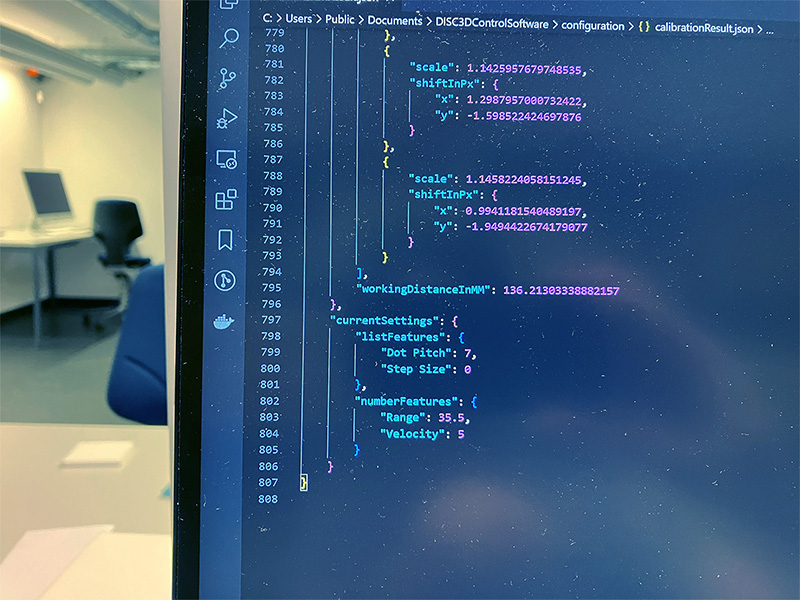 C: > Users > Public > Documents > DISC3DControlSoftware > configuration > {} calibrationResult.json > ...
779 },
780 {
781 "scale": 1.1425957679748535,
782 "shiftInPx": {
783 "x": 1.2987957000732422,
784 "y": -1.598522424697876
785 }
786 },
787 {
788 "scale": 1.1458224058151245,
789 "shiftInPx": {
790 "x": 0.9941181540489197,
791 "y": -1.9494422674179077
792 }
793 }
794 ],
795 "workingDistanceInMM": 136.21303338882157
796 },
797 "currentSettings": {
798 "listFeatures": {
799 "Dot Pitch": 7,
800 "Step Size": 0
801 },
802 "numberFeatures": {
803 "Range": 35.5,
804 "Velocity": 5
805 }
806 }
807 }
808